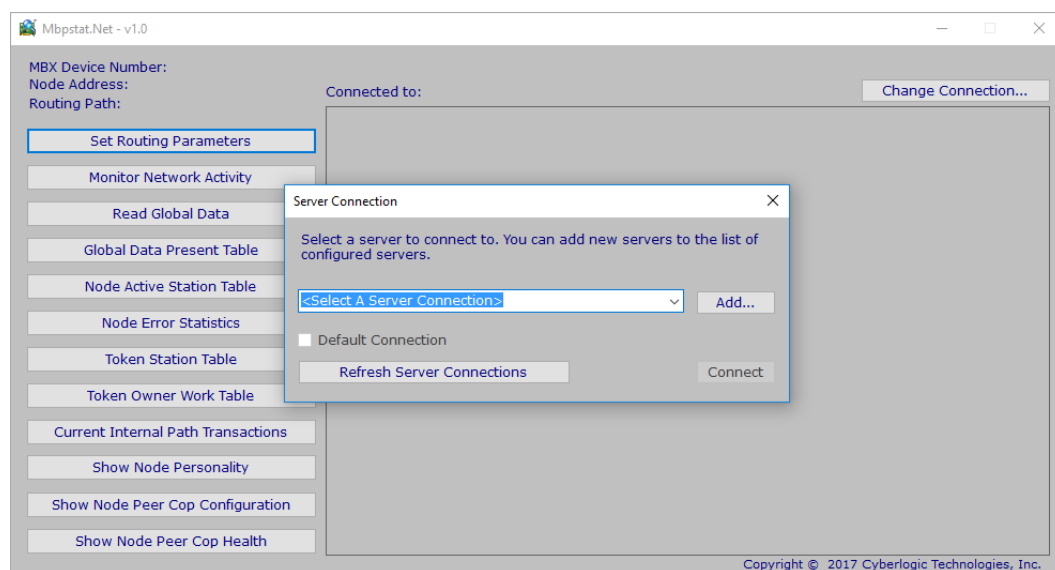 Mbpstat.Net - v1.0
MBX Device Number:
Node Address:
Routing Path:
Connected to:
Change Connection...
Set Routing Parameters
Monitor Network Activity
Read Global Data
Global Data Present Table
Node Active Station Table
Node Error Statistics
Token Station Table
Token Owner Work Table
Current Internal Path Transactions
Show Node Personality
Show Node Peer Cop Configuration
Show Node Peer Cop Health
Server Connection
Select a server to connect to. You can add new servers to the list of
configured servers.
<Select A Server Connection>
Add...
Default Connection
Refresh Server Connections
Connect
Copyright © 2017 Cyberlogic Technologies, Inc.